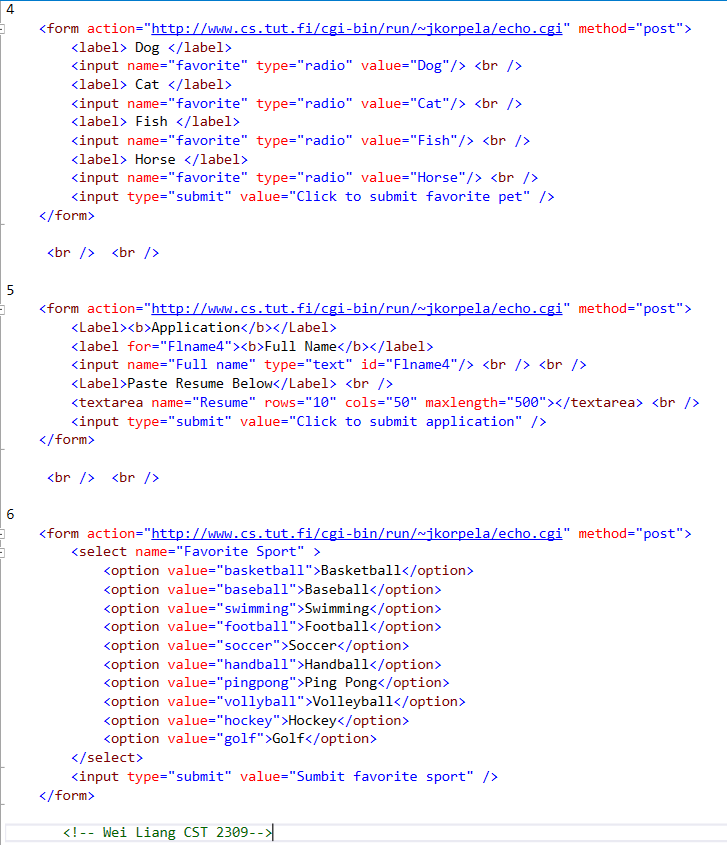 4
<form action="http://www.cs.tut.fi/cgi-bin/run/~jkorpela/echo.cgi" method="post">
<label> Dog </label>
<input name="favorite" type="radio" value="Dog"/> <br />
<label> Cat </label>
<input name="favorite" type="radio" value="Cat"/> <br />
<label> Fish </label>
<input name="favorite" type="radio" value="Fish"/> <br />
<label> Horse </label>
<input name="favorite" type="radio" value="Horse"/> <br />
<input type="submit" value="Click to submit favorite pet" />
</form>
<br />  <br />
5
<form action="http://www.cs.tut.fi/cgi-bin/run/~jkorpela/echo.cgi" method="post">
<Label><b>Application</b></Label>
<label for="Flname4"><b>Full Name</b></label>
<input name="Full name" type="text" id="Flname4"/> <br /> <br />
<Label>Paste Resume Below</Label> <br />
<textarea name="Resume" rows="10" cols="50" maxlength="500"></textarea> <br />
<input type="submit" value="Click to submit application" />
</form>
<br />  <br />
6
<form action="http://www.cs.tut.fi/cgi-bin/run/~jkorpela/echo.cgi" method="post">
<select name="Favorite Sport" >
<option value="basketball">Basketball</option>
<option value="baseball">Baseball</option>
<option value="swimming">Swimming</option>
<option value="football">Football</option>
<option value="soccer">Soccer</option>
<option value="handball">Handball</option>
<option value="pingpong">Ping Pong</option>
<option value="vollyball">Volleyball</option>
<option value="hockey">Hockey</option>
<option value="golf">Golf</option>
</select>
<input type="submit" value="Sumbit favorite sport" />
</form>
<!-- Wei Liang CST 2309-->